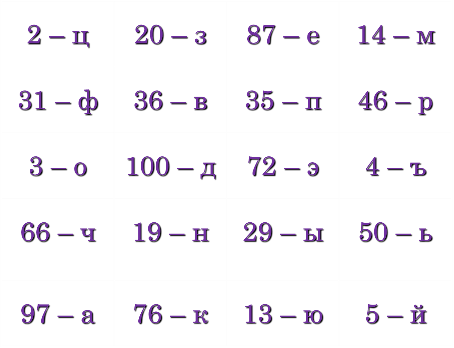 2 – ц 20 – з 87 – е 14 – м
31 – ф 36 – в 35 – п 46 – р
3 – о 100 – д 72 – э 4 – ъ
66 – ч 19 – н 29 – ы 50 – ь
97 – а 76 – к 13 – ю 5 – й